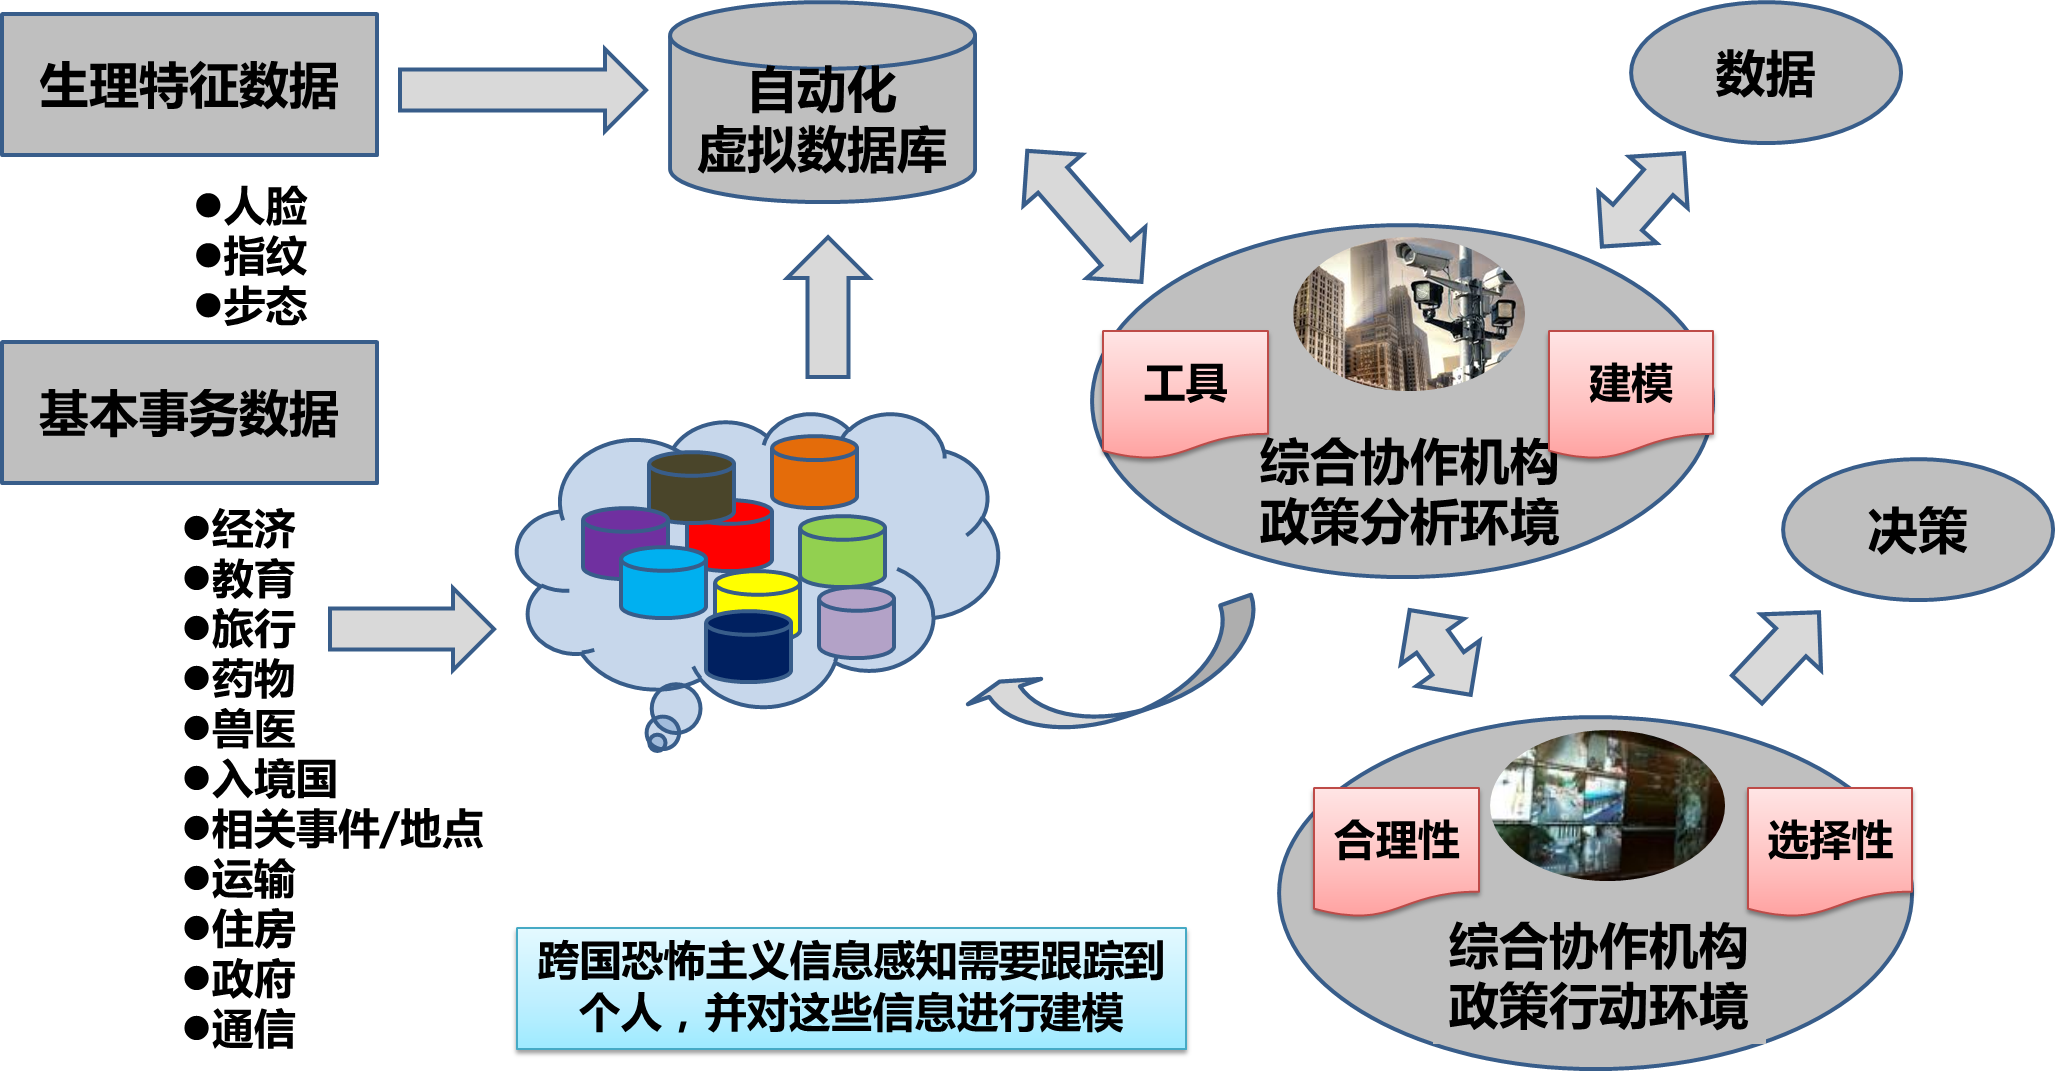 生理特征数据
●人脸
●指纹
●步态
基本事务数据
●经济
●教育
●旅行
●药物
●兽医
●入境国
●相关事件/地点
●运输
●住房
●政府
●通信
自动化
虚拟数据库
数据
工具
建模
综合协作机构
政策分析环境
决策
合理性
选择性
综合协作机构
政策行动环境
跨国恐怖主义信息感知需要跟踪到
个人，并对这些信息进行建模